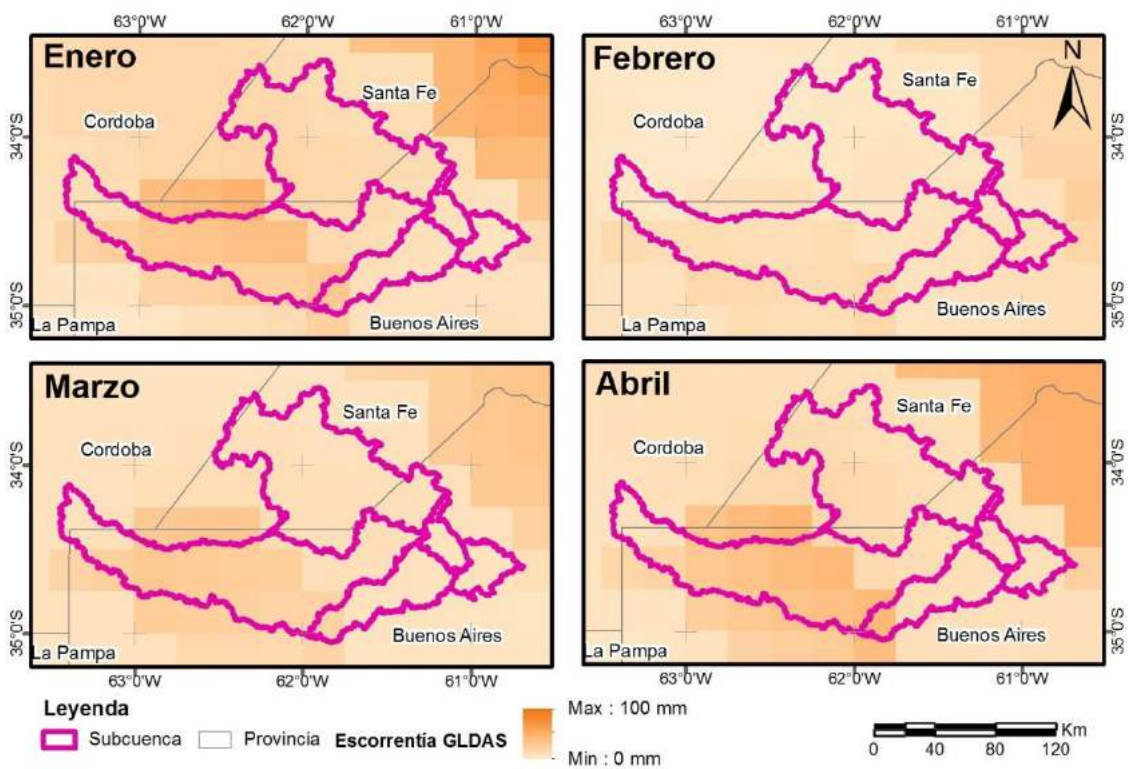 63°0'W 62°0'W 61°0'W 63°0'W 62°0'W 61°0'W
Enero
Santa Fe
Cordoba
34°0'S
35°0'S
Buenos Aires
La Pampa
Febrero
N
Santa Fe
Cordoba
34°0'S
35°0'S
Buenos Aires
La Pampa
Marzo
Santa Fe
Cordoba
34°0'S
35°0'S
Buenos Aires
La Pampa
Abril
Santa Fe
Cordoba
34°0'S
35°0'S
Buenos Aires
La Pampa
63°0'W 62°0'W 61°0'W 63°0'W 62°0'W 61°0'W
Leyenda
Subcuenca Provincia Escorrentía GLDAS
Max : 100 mm
Min : 0 mm
Km
0 40 80 120